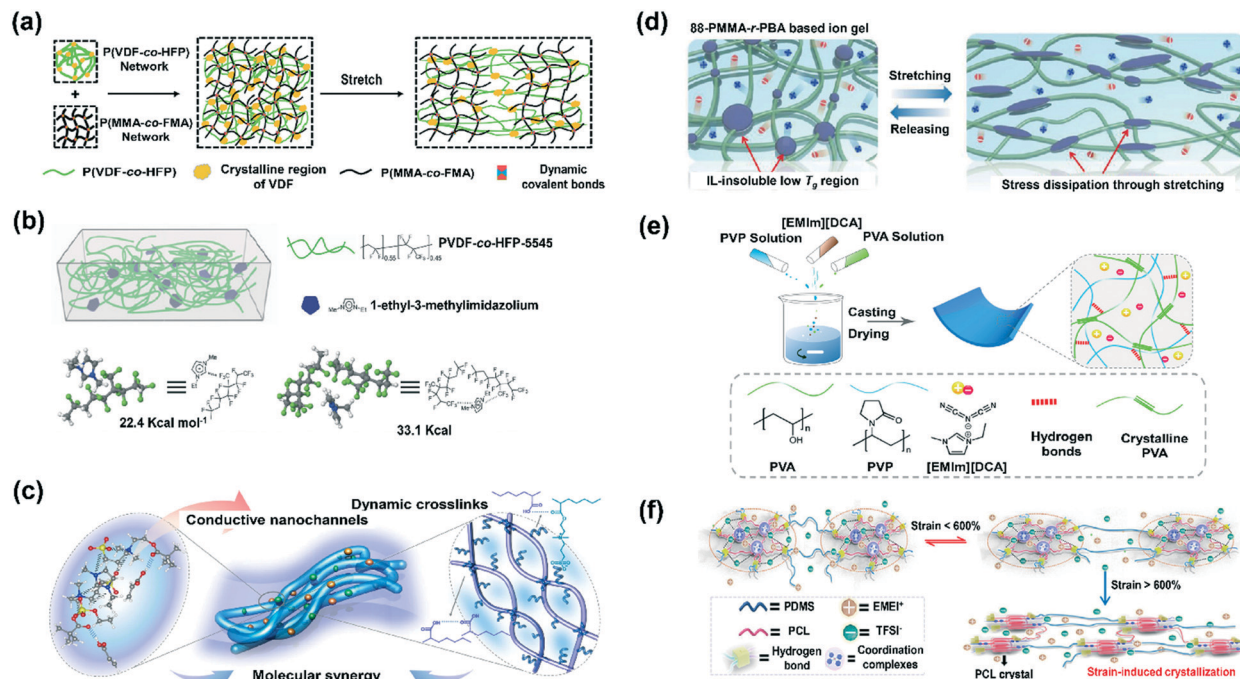 (a)
P(VDF-co-HFP)
Network
+
P(MMA-co-FMA)
Network
Stretch
P(VDF-co-HFP)
Crystalline region
of VDF
P(MMA-co-FMA)
Dynamic
covalent bonds
(b)
PVDF-co-HFP-5545
1-ethyl-3-methylimidazolium
22.4 Kcal mol-1
33.1 Kcal
(c)
Conductive nanochannels
Dynamic crosslinks
Molecular synergy
(d)
88-PMMA-r-PBA based ion gel
Stretching
Releasing
IL-insoluble low Tg region
Stress dissipation through stretching
(e)
[EMIm][DCA]
PVP Solution
PVA Solution
Casting
Drying
PVA
PVP
[EMIm][DCA]
Hydrogen
bonds
Crystalline
PVA
(f)
Strain < 600%
Strain > 600%
= PDMS
= EMEI+
= PCL
= TFSI-
= Hydrogen
bond
= Coordination
complexes
PCL crystal
Strain-induced crystallization